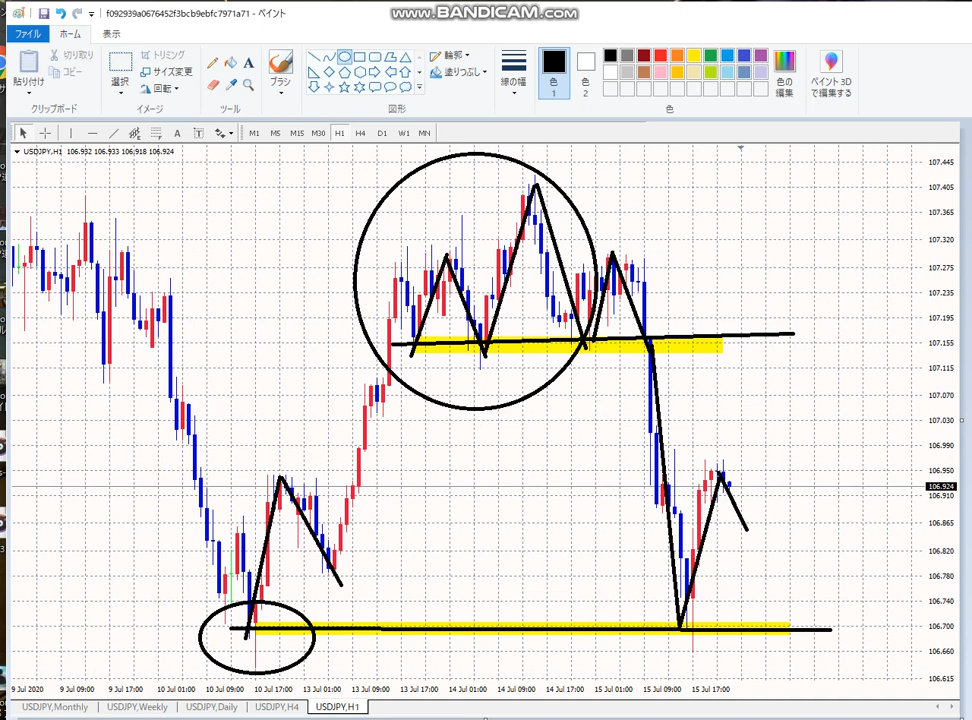 www.BANDICAM.com
f092939a0676452f3bcb9ebfc7971a71 - ペイント
ファイル ホーム 表示
貼り付け
切り取り
コピー
クリップボード
選択
トリミング
サイズ変更
回転
イメージ
A
ツール
ブラシ
輪郭
塗りつぶし
図形
線の幅
色
1
色
2
色の
編集
色
ペイント 3D
で編集する
A T M1 M5 M15 M30 H1 H4 D1 W1 MN
USDJPY,H1 106.932 106.933 106.918 106.924
107.445
107.405
107.365
107.320
107.275
107.235
107.195
107.155
107.115
107.070
107.030
106.990
106.950
106.924
106.910
106.865
106.820
106.780
106.740
106.700
106.660
106.615
9 Jul 2020 9 Jul 09:00 9 Jul 17:00 10 Jul 01:00 10 Jul 09:00 10 Jul 17:00 13 Jul 01:00 13 Jul 09:00 13 Jul 17:00 14 Jul 01:00 14 Jul 09:00 14 Jul 17:00 15 Jul 01:00 15 Jul 09:00 15 Jul 17:00
USDJPY,Monthly USDJPY,Weekly USDJPY,Daily USDJPY,H4 USDJPY,H1